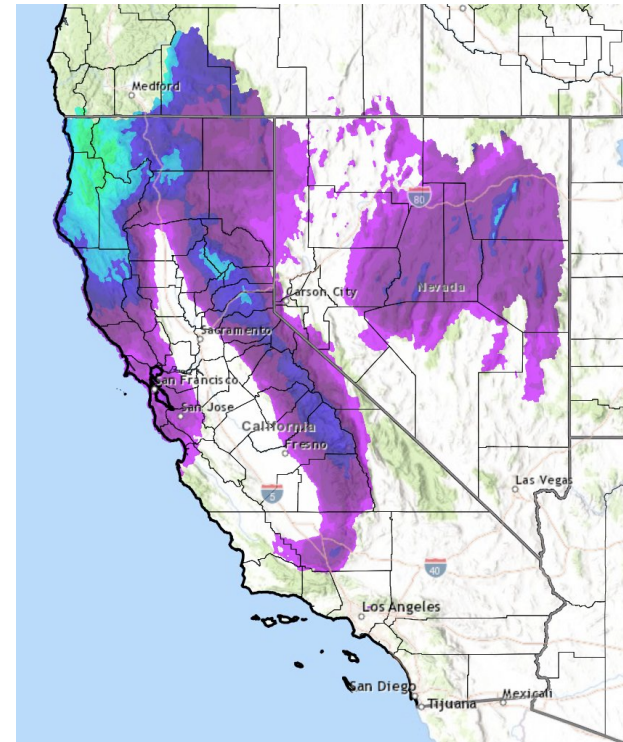 Medford
80
Nevada
Carson City
Sacramento
San Francisco
San Jose
California
Fresno
Las Vegas
5
40
Los Angeles
San Diego
Tijuana
Mexicali